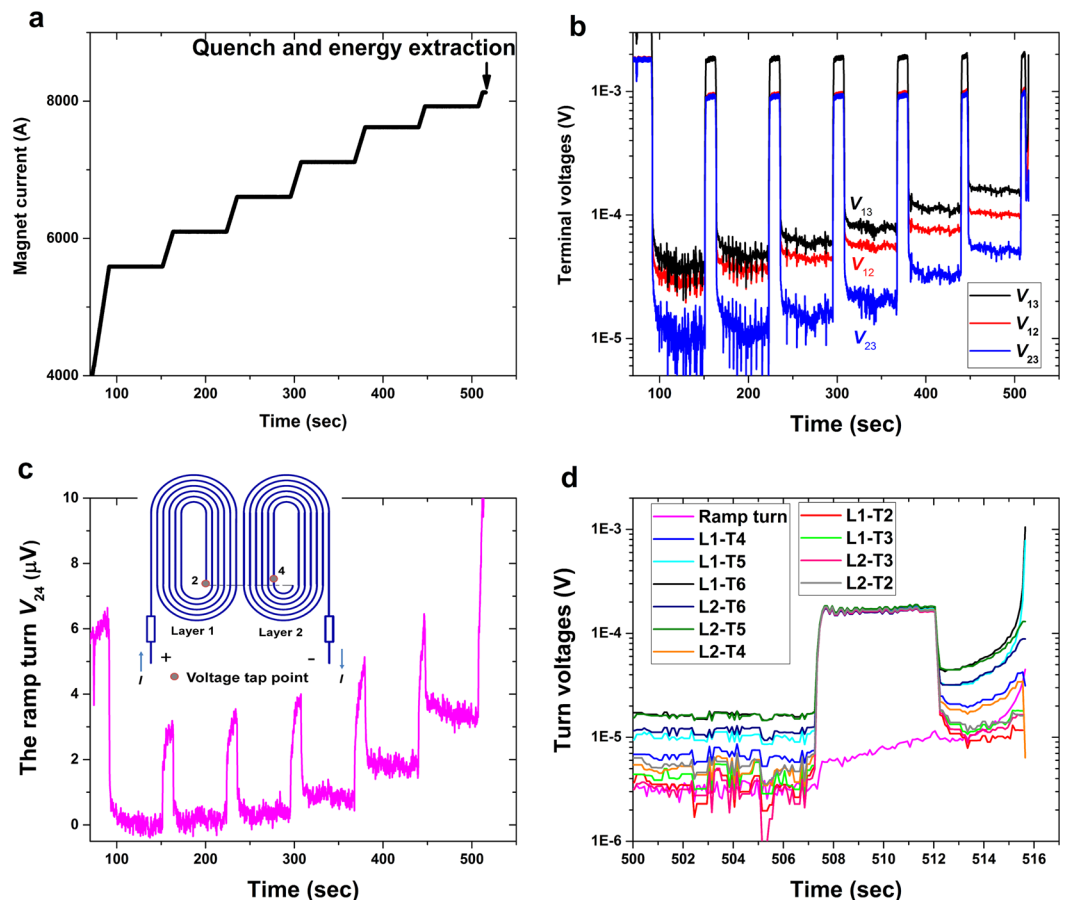 a
Quench and energy extraction
8000
6000
4000
Magnet current (A)
100 200 300 400 500
Time (sec)
b
1E-3
1E-4
1E-5
Terminal voltages (V)
V13
V12
V23
V13
V12
V23
100 200 300 400 500
Time (sec)
c
10
8
6
4
2
0
The ramp turn V24 (μV)
2
4
Layer 1 Layer 2
+ –
I I
Voltage tap point
100 200 300 400 500
Time (sec)
d
1E-3
1E-4
1E-5
1E-6
Turn voltages (V)
Ramp turn
L1-T4
L1-T5
L1-T6
L2-T6
L2-T5
L2-T4
L1-T2
L1-T3
L2-T3
L2-T2
500 502 504 506 508 510 512 514 516
Time (sec)